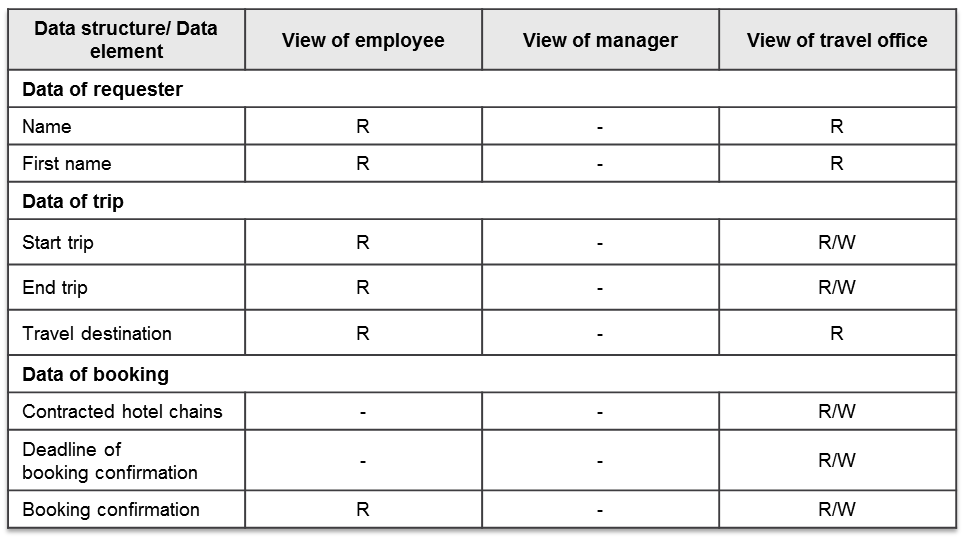 Data structure/ Data element | View of employee | View of manager | View of travel office
Data of requester
Name | R | - | R
First name | R | - | R
Data of trip
Start trip | R | - | R/W
End trip | R | - | R/W
Travel destination | R | - | R
Data of booking
Contracted hotel chains | - | - | R/W
Deadline of booking confirmation | - | - | R/W
Booking confirmation | R | - | R/W